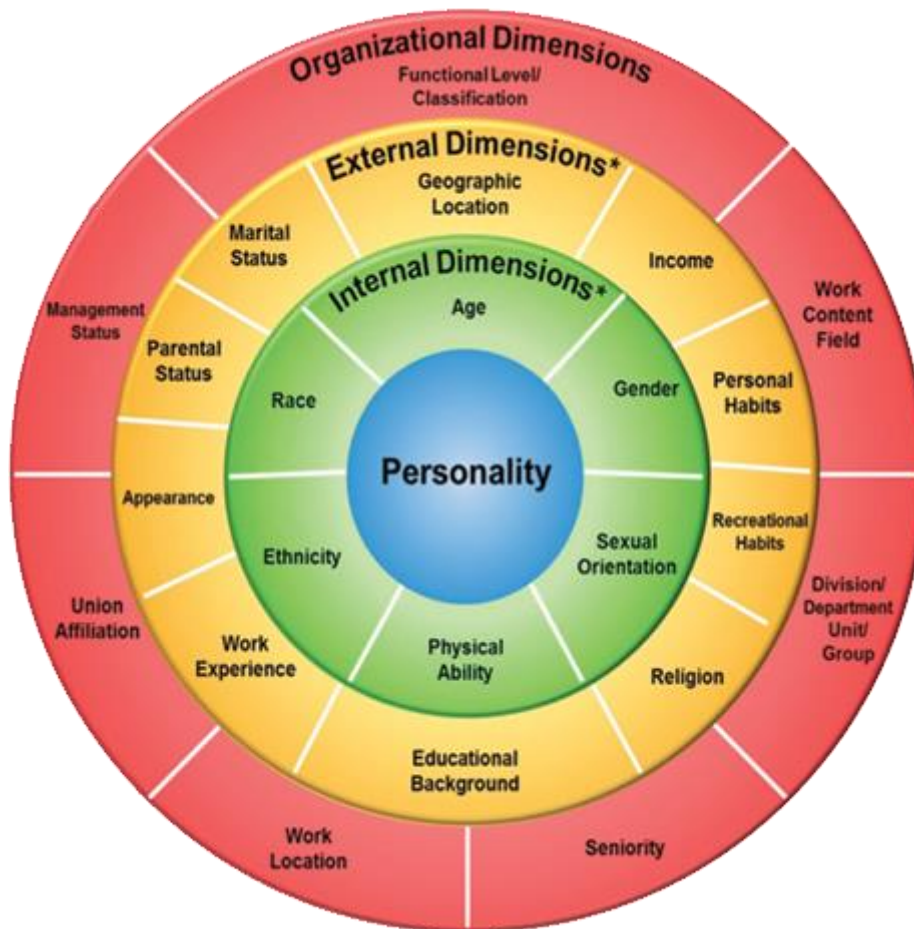 Organizational Dimensions
Functional Level/
Classification
External Dimensions*
Geographic
Location
Internal Dimensions*
Age
Personality
Marital
Status
Income
Management
Status
Work
Content
Field
Parental
Status
Personal
Habits
Race
Gender
Appearance
Recreational
Habits
Ethnicity
Sexual
Orientation
Union
Affiliation
Division/
Department
Unit/
Group
Work
Experience
Physical
Ability
Religion
Educational
Background
Work
Location
Seniority